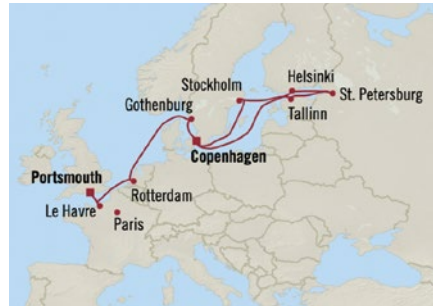 Helsinki
Stockholm
St. Petersburg
Gothenburg
Tallinn
Copenhagen
Portsmouth
Rotterdam
Le Havre
Paris